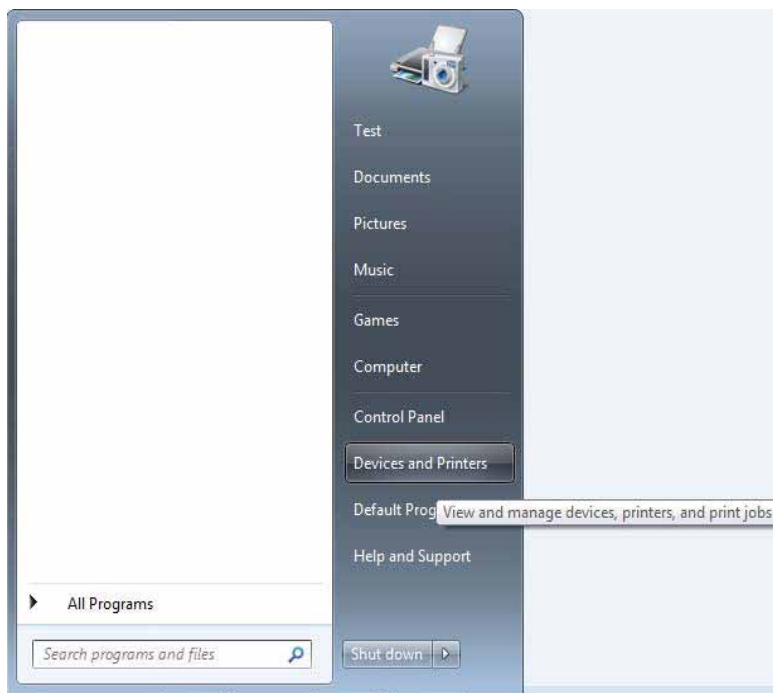 Test
Documents
Pictures
Music
Games
Computer
Control Panel
Devices and Printers
Default Prog
View and manage devices, printers, and print jobs
Help and Support
All Programs
Search programs and files
Shut down